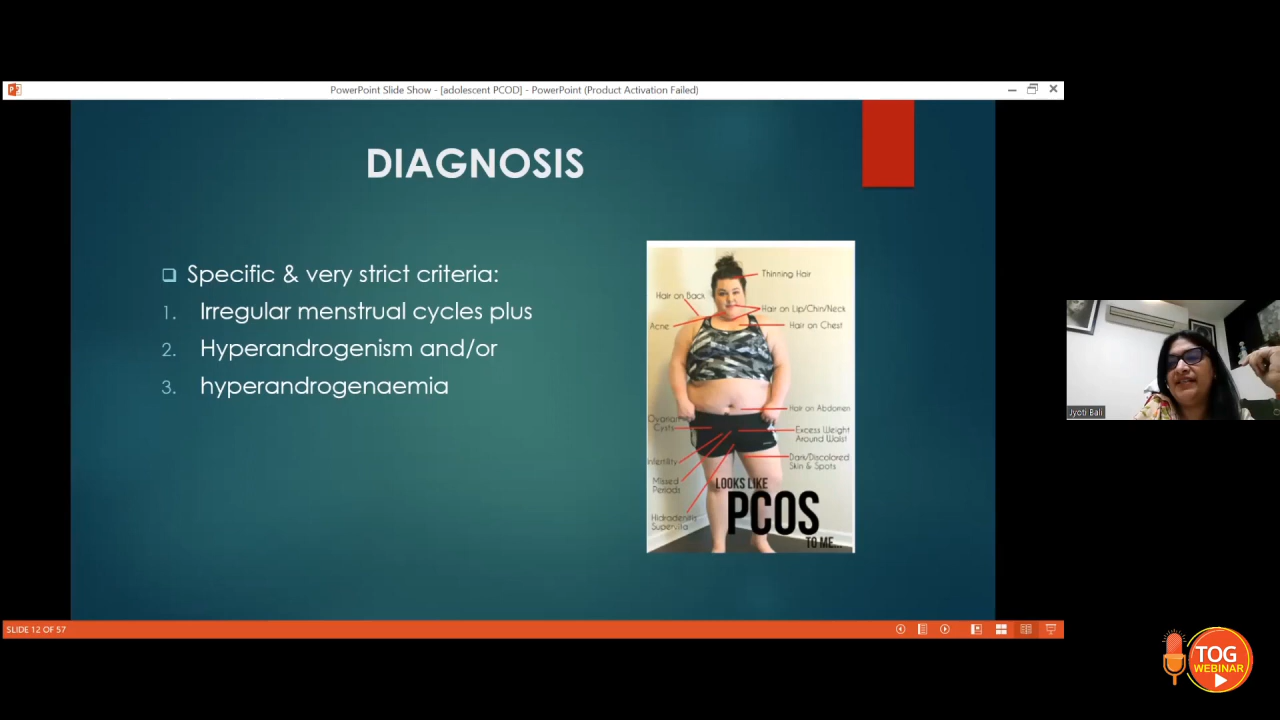 PowerPoint Slide Show - [adolescent PCOD] - PowerPoint (Product Activation Failed)
DIAGNOSIS
Specific & very strict criteria:
1. Irregular menstrual cycles plus
2. Hyperandrogenism and/or
3. hyperandrogenaemia
Thinning Hair
Hair on Back
Hair on Lip/Chin/Neck
Acne
Hair on Chest
Hair on Abdomen
Ovarian
Cysts
Excess Weight
Around Waist
Infertility
Dark/Discolored
Skin & Spots
Missed
Periods
LOOKS LIKE
PCOS
TO ME...
Hidradenitis
Jyoti Bali
SLIDE 12 OF 57
TOG
WEBINAR